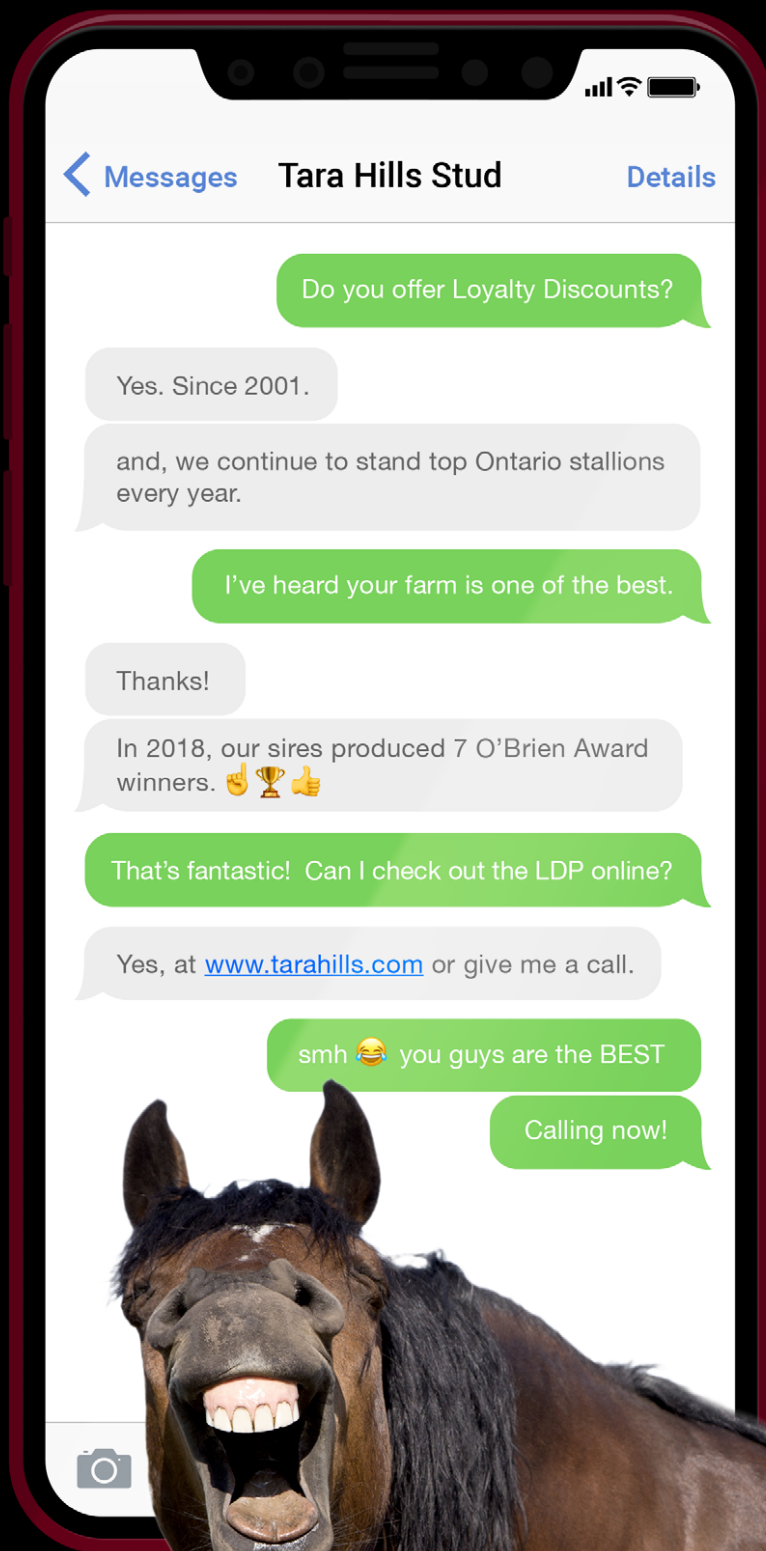 Messages Tara Hills Stud Details
Do you offer Loyalty Discounts?
Yes. Since 2001.
and, we continue to stand top Ontario stallions
every year.
I’ve heard your farm is one of the best.
Thanks!
In 2018, our sires produced 7 O’Brien Award
winners. ☝️🏆👍
That’s fantastic!  Can I check out the LDP online?
Yes, at www.tarahills.com or give me a call.
smh 😂 you guys are the BEST
Calling now!